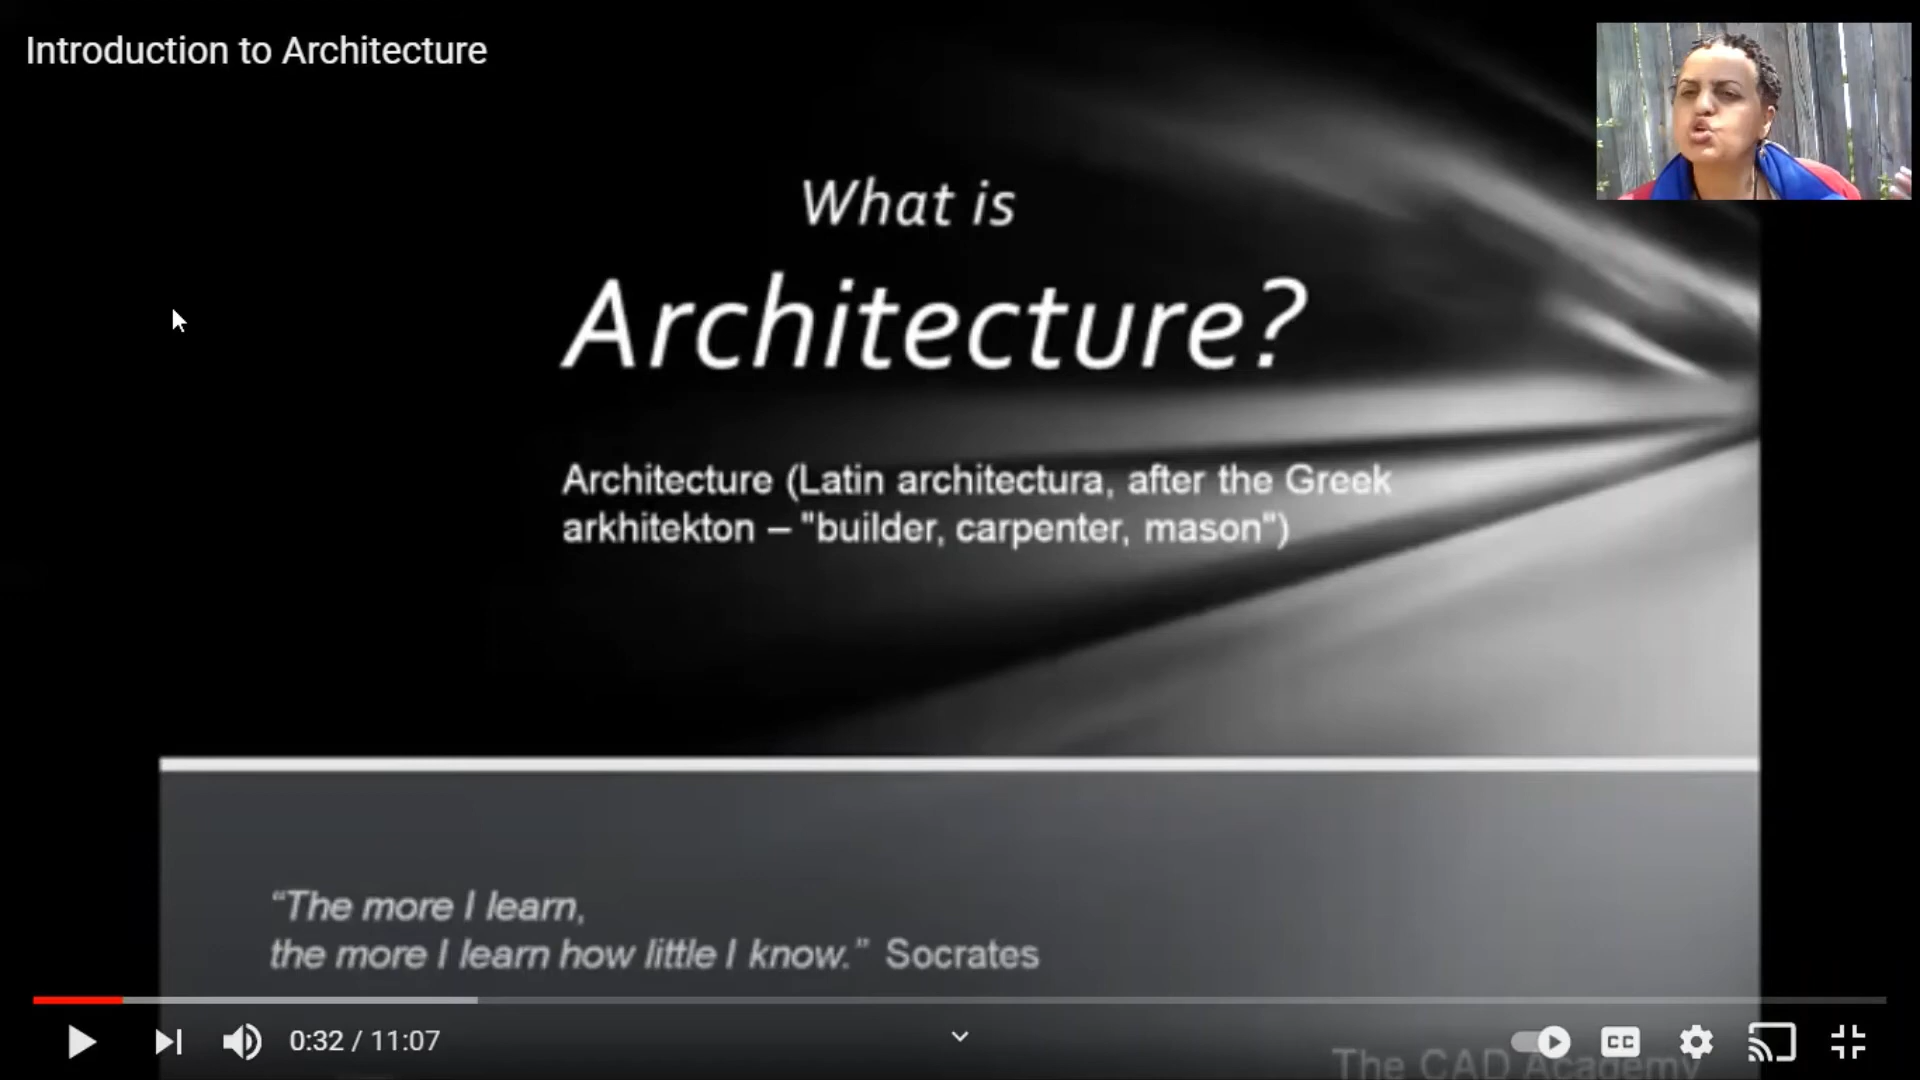 Introduction to Architecture
What is
Architecture?
Architecture (Latin architectura, after the Greek
arkhitekton – "builder, carpenter, mason")
“The more I learn,
the more I learn how little I know.” Socrates
0:32 / 11:07
CC
The CAD Academy